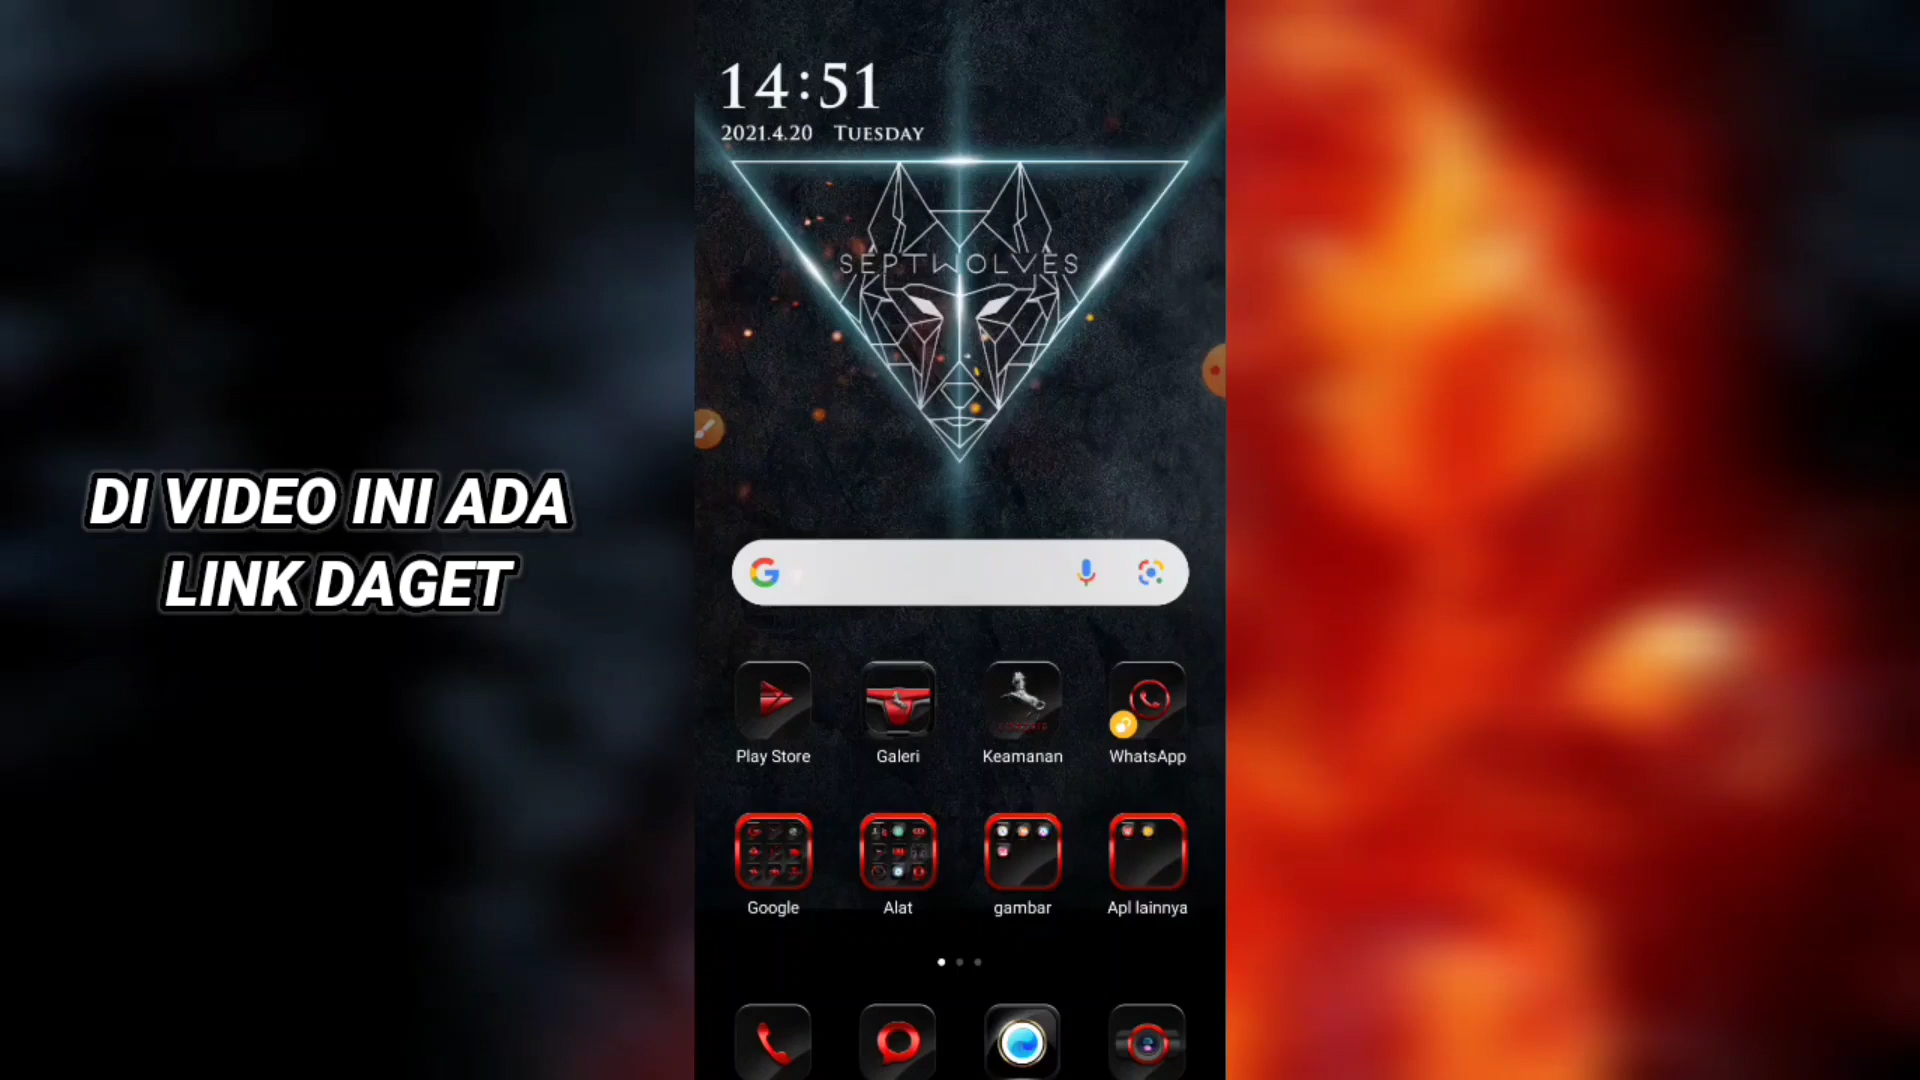 14:51
2021.4.20 TUESDAY
SEPTWOLVES
DI VIDEO INI ADA
LINK DAGET
Play Store
Galeri
Keamanan
WhatsApp
Google
Alat
gambar
Apl lainnya